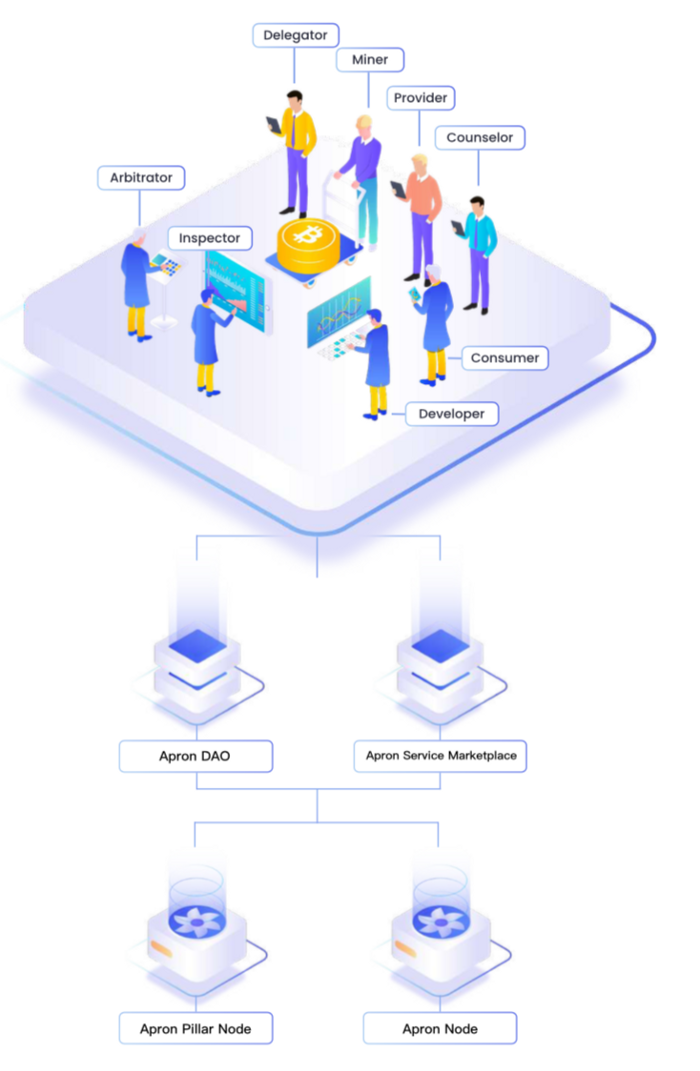 Delegator
Miner
Provider
Counselor
Arbitrator
Inspector
Consumer
Developer
Apron DAO
Apron Service Marketplace
Apron Pillar Node
Apron Node